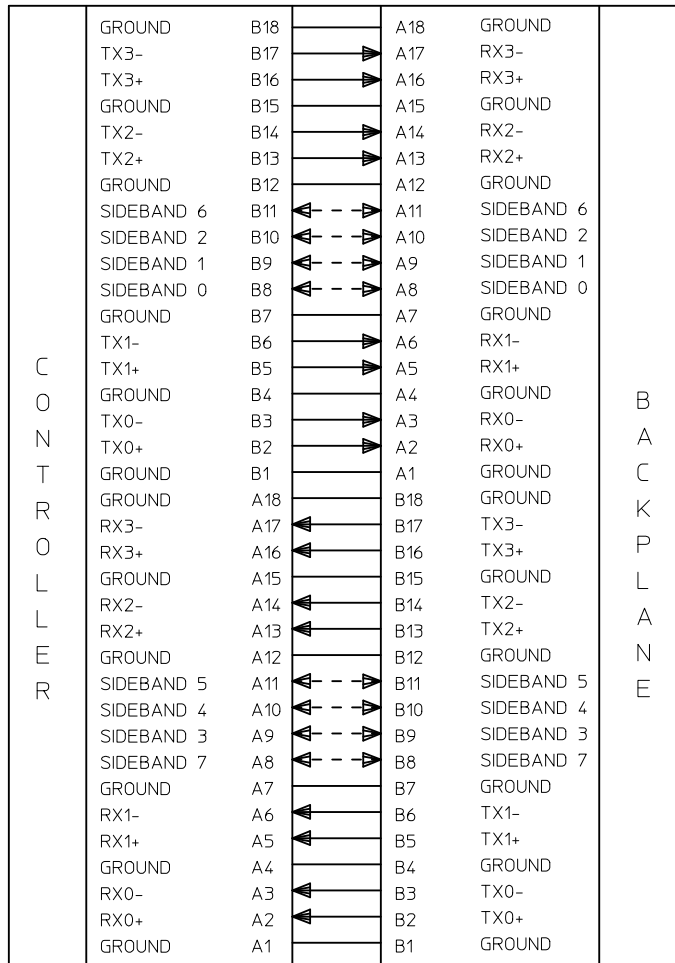 GROUND B18 A18 GROUND
TX3- B17 A17 RX3-
TX3+ B16 A16 RX3+
GROUND B15 A15 GROUND
TX2- B14 A14 RX2-
TX2+ B13 A13 RX2+
GROUND B12 A12 GROUND
SIDEBAND 6 B11 A11 SIDEBAND 6
SIDEBAND 2 B10 A10 SIDEBAND 2
SIDEBAND 1 B9 A9 SIDEBAND 1
SIDEBAND 0 B8 A8 SIDEBAND 0
GROUND B7 A7 GROUND
TX1- B6 A6 RX1-
TX1+ B5 A5 RX1+
GROUND B4 A4 GROUND
TX0- B3 A3 RX0-
TX0+ B2 A2 RX0+
GROUND B1 A1 GROUND
GROUND A18 B18 GROUND
RX3- A17 B17 TX3-
RX3+ A16 B16 TX3+
GROUND A15 B15 GROUND
RX2- A14 B14 TX2-
RX2+ A13 B13 TX2+
GROUND A12 B12 GROUND
SIDEBAND 5 A11 B11 SIDEBAND 5
SIDEBAND 4 A10 B10 SIDEBAND 4
SIDEBAND 3 A9 B9 SIDEBAND 3
SIDEBAND 7 A8 B8 SIDEBAND 7
GROUND A7 B7 GROUND
RX1- A6 B6 TX1-
RX1+ A5 B5 TX1+
GROUND A4 B4 GROUND
RX0- A3 B3 TX0-
RX0+ A2 B2 TX0+
GROUND A1 B1 GROUND
CONTROLLER
BACKPLANE